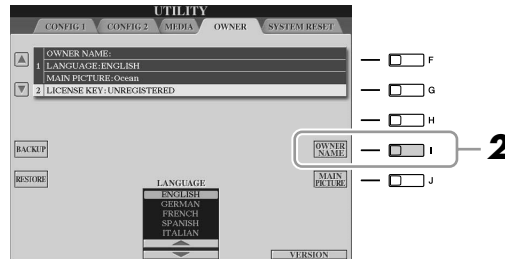 UTILITY
CONFIG 1 CONFIG 2 MEDIA OWNER SYSTEM RESET
OWNER NAME:
1 LANGUAGE:ENGLISH
MAIN PICTURE:Ocean
2 LICENSE KEY:UNREGISTERED
F
G
H
BACKUP
OWNER NAME
I
2
RESTORE
MAIN PICTURE
J
LANGUAGE
ENGLISH
GERMAN
FRENCH
SPANISH
ITALIAN
VERSION